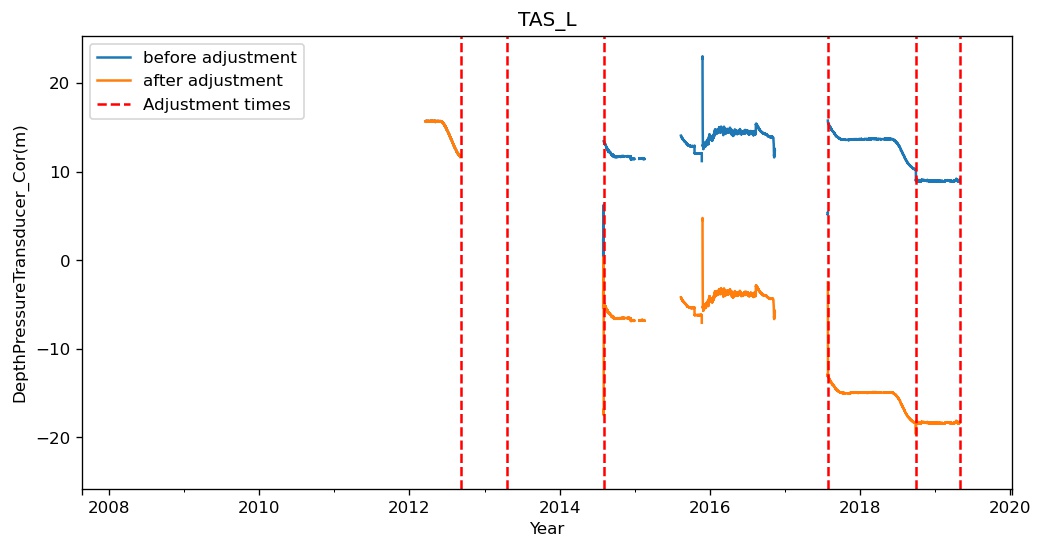 TAS_L
before adjustment
after adjustment
Adjustment times
DepthPressureTransducer_Cor(m)
20
10
0
−10
−20
2008 2010 2012 2014 2016 2018 2020
Year